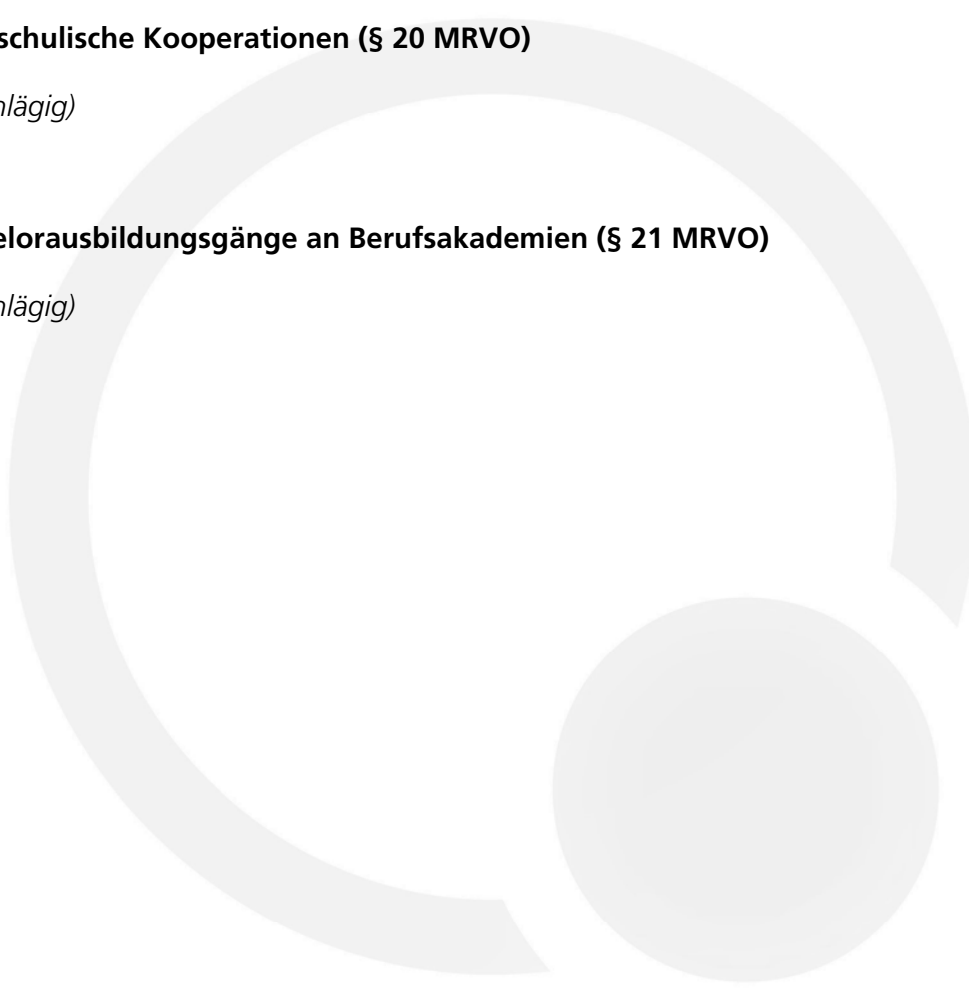 schulische Kooperationen (§ 20 MRVO)
nlägig)
elorausbildungsgänge an Berufsakademien (§ 21 MRVO)
nlägig)